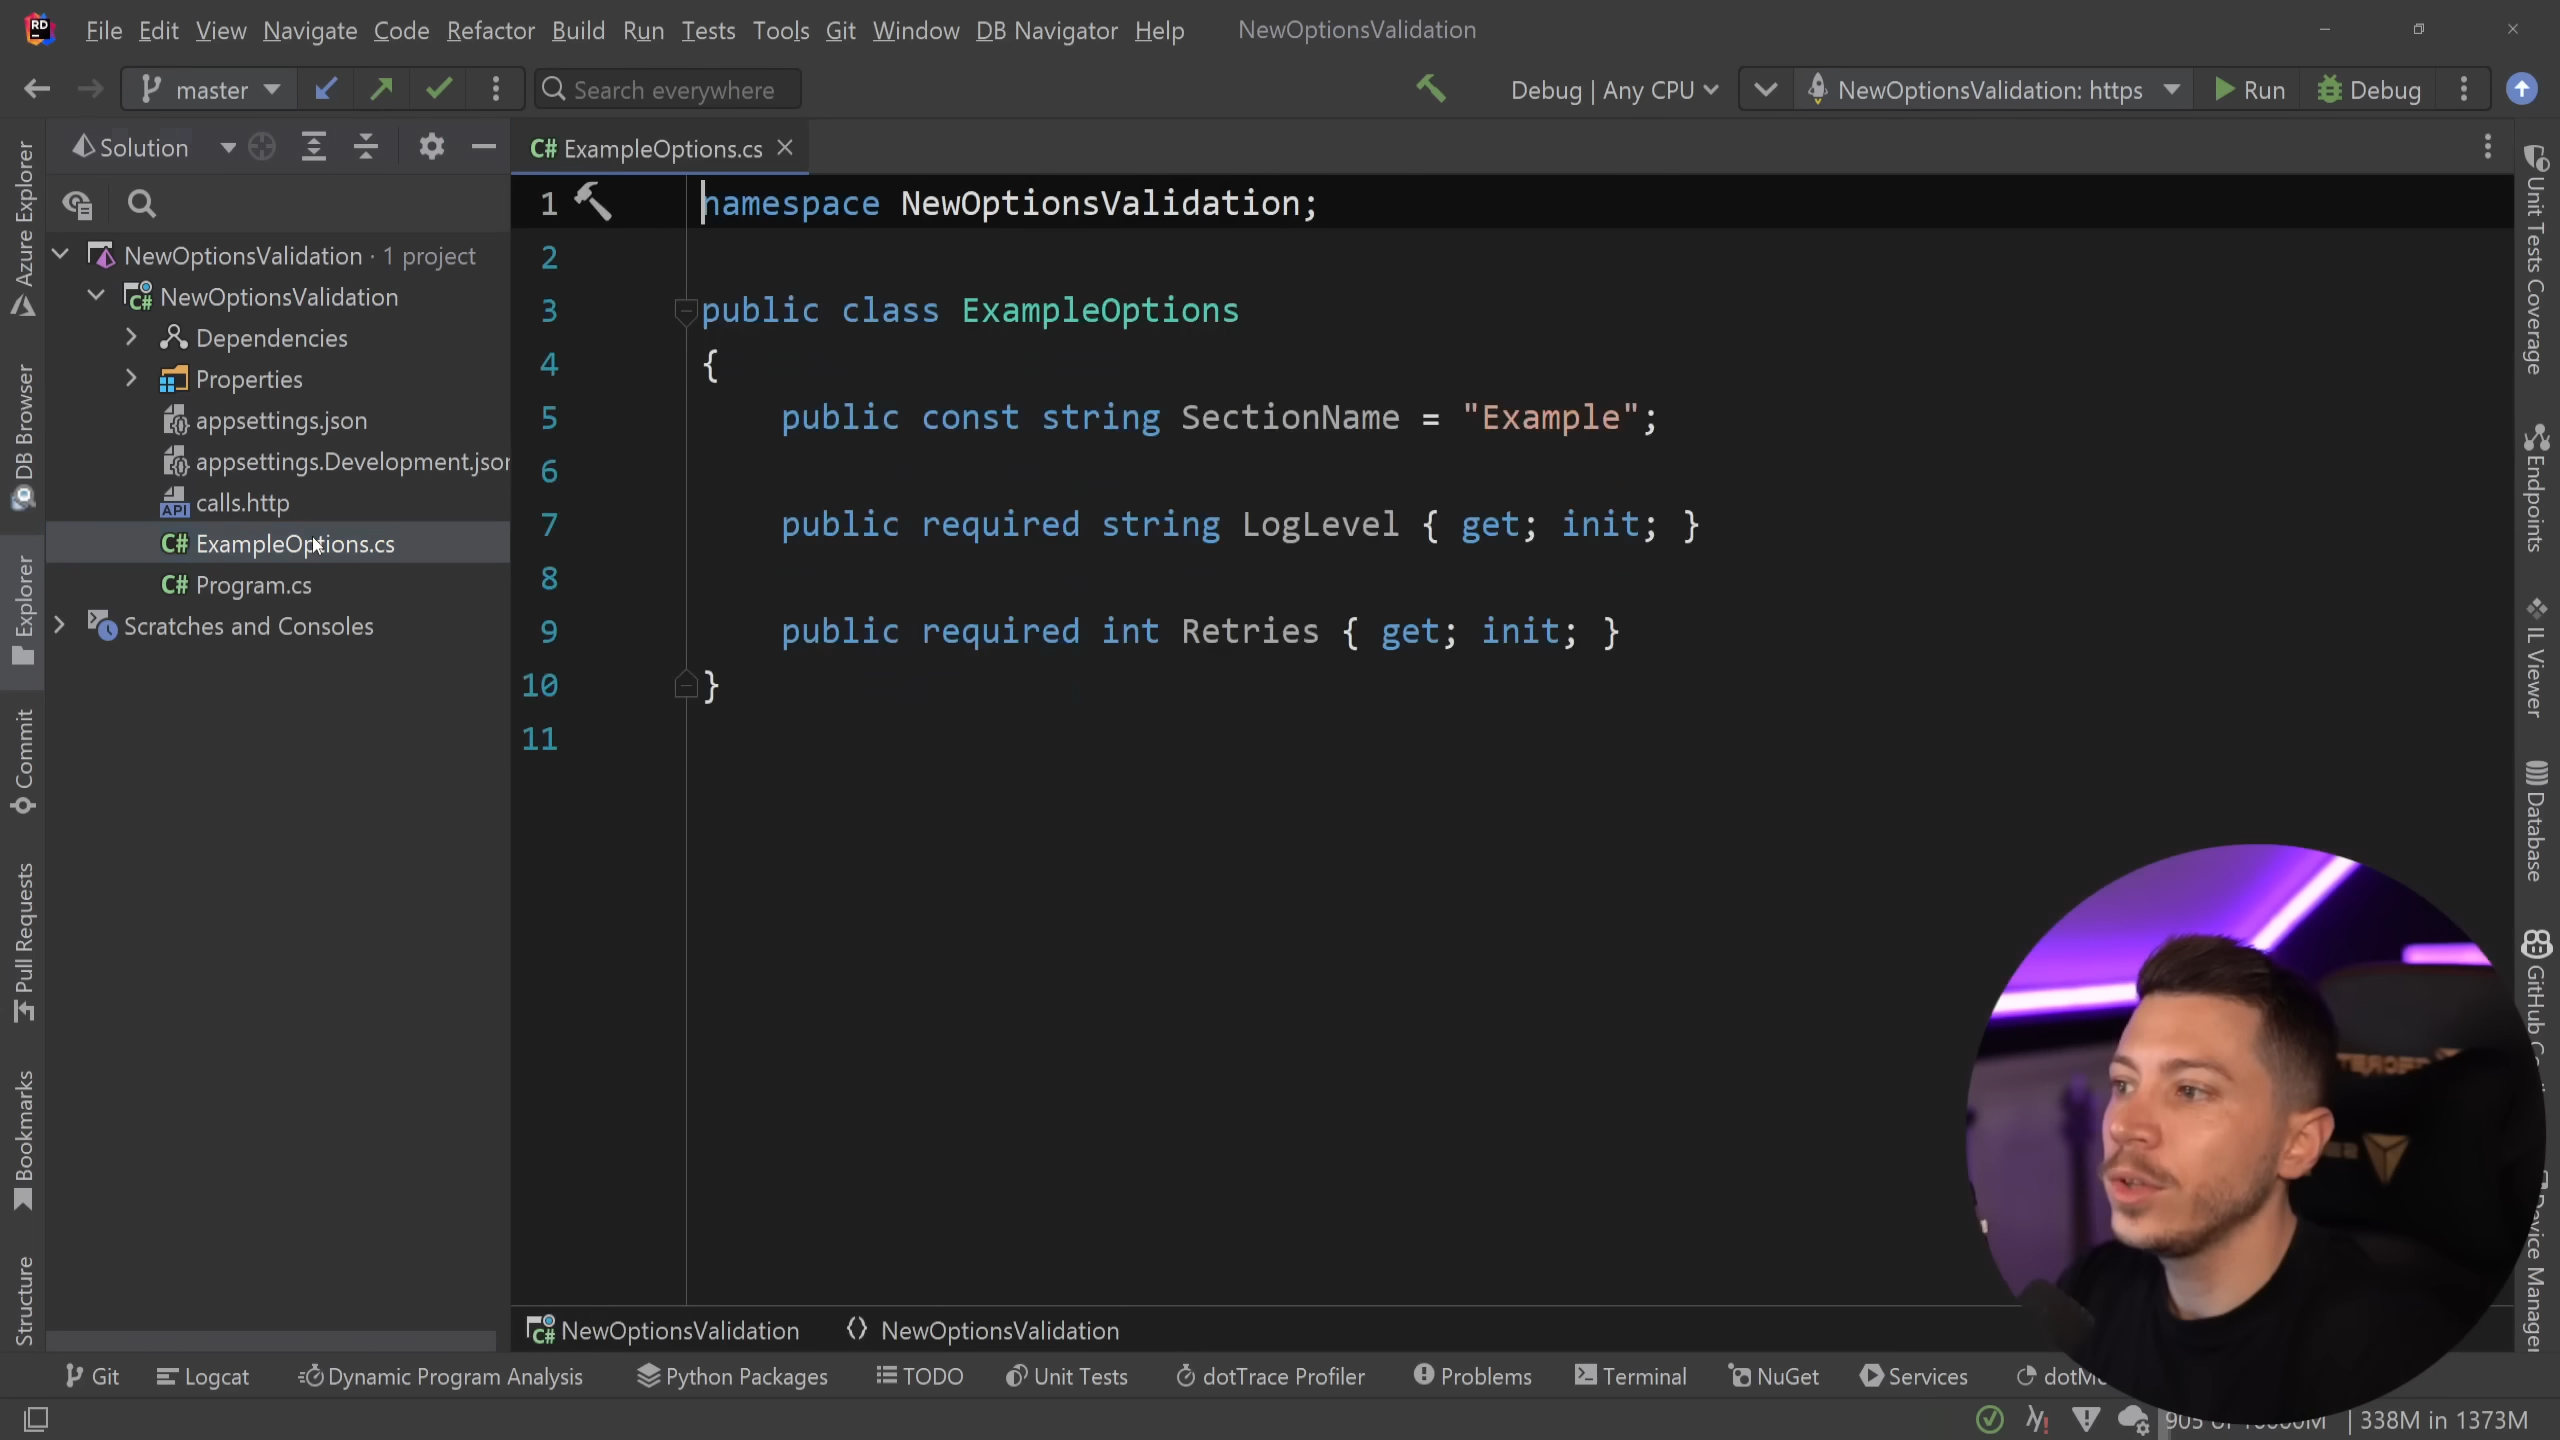 File Edit View Navigate Code Refactor Build Run Tests Tools Git Window DB Navigator Help NewOptionsValidation
master Search everywhere Debug | Any CPU NewOptionsValidation: https Run Debug
Solution
C# ExampleOptions.cs
NewOptionsValidation · 1 project
NewOptionsValidation
Dependencies
Properties
appsettings.json
appsettings.Development.json
calls.http
C# ExampleOptions.cs
C# Program.cs
Scratches and Consoles
1 namespace NewOptionsValidation;
2
3 public class ExampleOptions
4 {
5 public const string SectionName = "Example";
6
7 public required string LogLevel { get; init; }
8
9 public required int Retries { get; init; }
10 }
11
Azure Explorer
DB Browser
Explorer
Commit
Pull Requests
Bookmarks
Structure
Unit Tests Coverage
Endpoints
IL Viewer
Database
GitHub
Device Manager
NewOptionsValidation NewOptionsValidation
Git Logcat Dynamic Program Analysis Python Packages TODO Unit Tests dotTrace Profiler Problems Terminal NuGet Services
338M in 1373M